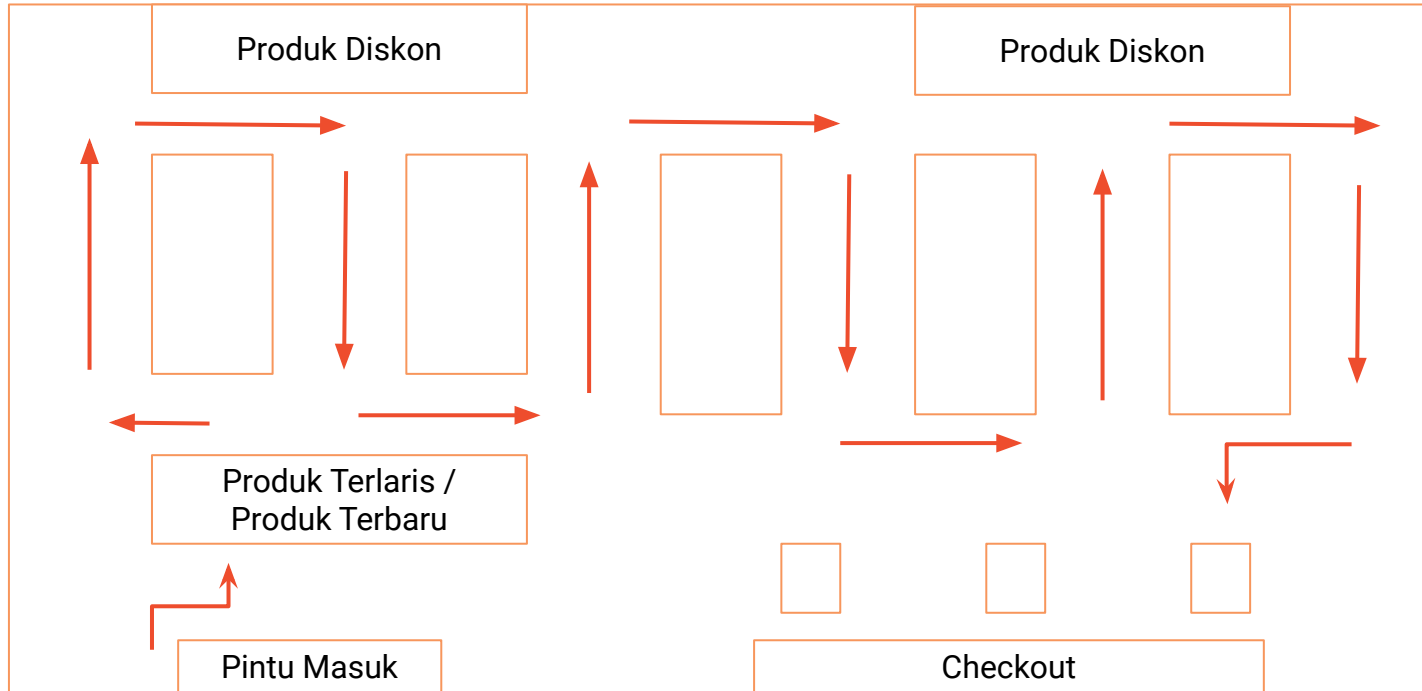 Produk Diskon
Produk Diskon
Produk Terlaris /
Produk Terbaru
Pintu Masuk
Checkout